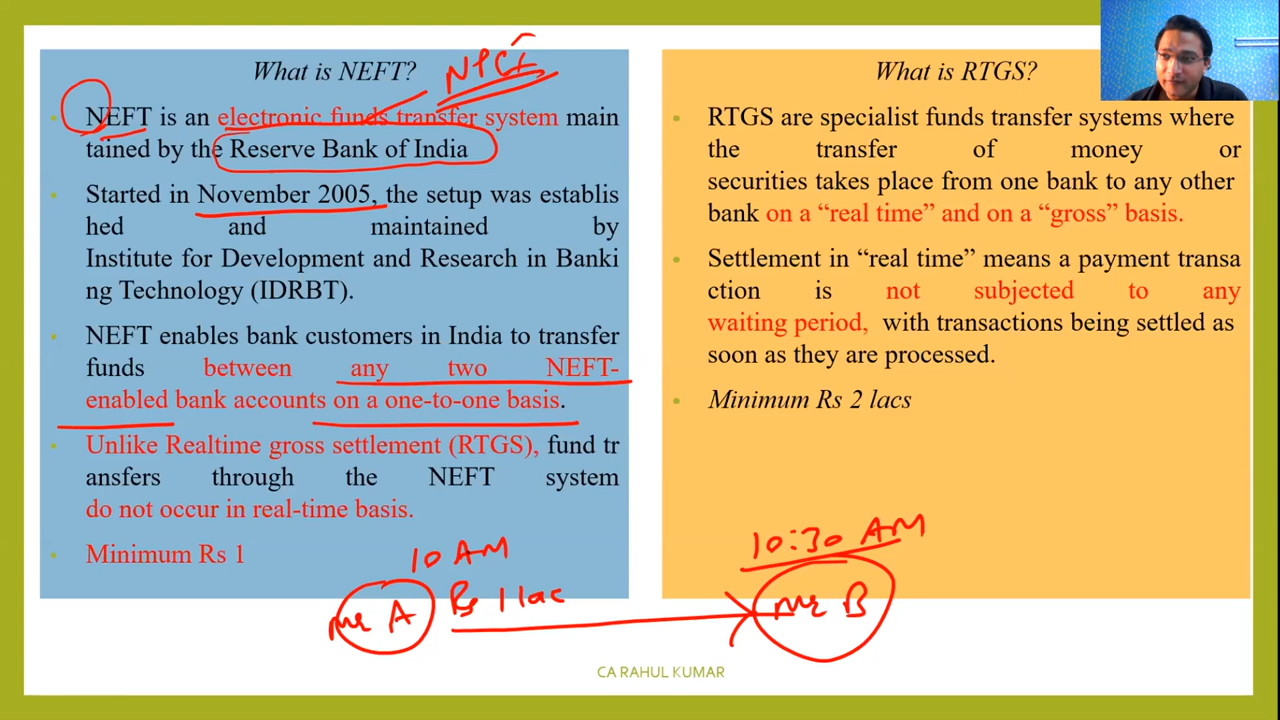 What is NEFT?
NPCI
NEFT is an electronic funds transfer system main
tained by the Reserve Bank of India
Started in November 2005, the setup was establis
hed and maintained by
Institute for Development and Research in Banki
ng Technology (IDRBT).
NEFT enables bank customers in India to transfer
funds between any two NEFT-
enabled bank accounts on a one-to-one basis.
Unlike Realtime gross settlement (RTGS), fund tr
ansfers through the NEFT system
do not occur in real-time basis.
Minimum Rs 1
What is RTGS?
RTGS are specialist funds transfer systems where
the transfer of money or
securities takes place from one bank to any other
bank on a “real time” and on a “gross” basis.
Settlement in “real time” means a payment transa
ction is not subjected to any
waiting period, with transactions being settled as
soon as they are processed.
Minimum Rs 2 lacs
10 AM
10:30 AM
Mr A
Rs 1 lac
Mr B
CA RAHUL KUMAR